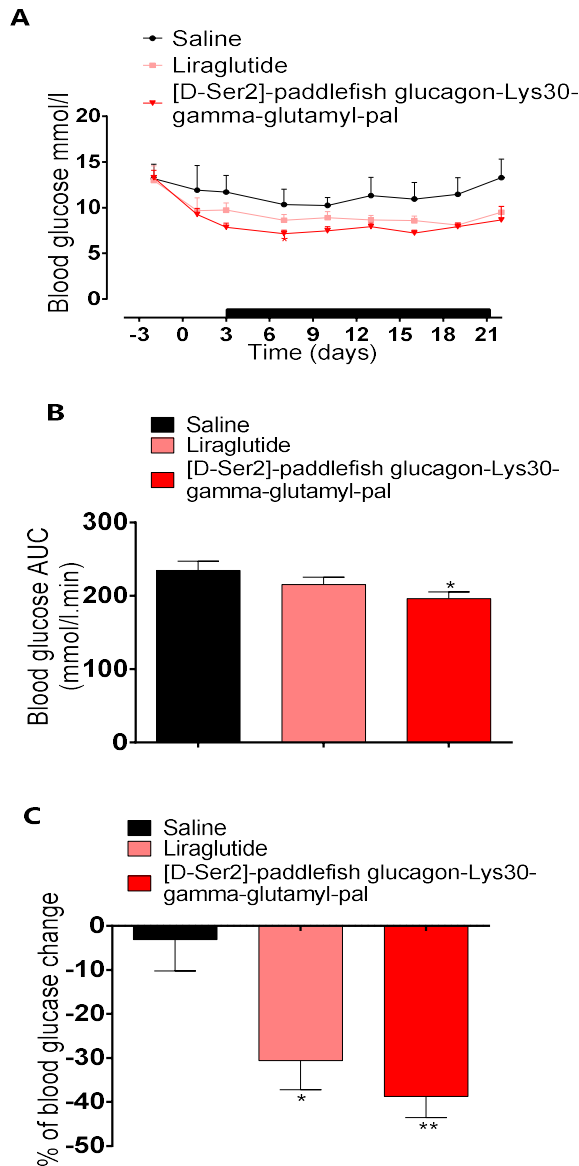 A
Saline
Liraglutide
[D-Ser2]-paddlefish glucagon-Lys30-
gamma-glutamyl-pal
Blood glucose mmol/l
20
15
10
5
0
*
-3 0 3 6 9 12 15 18 21
Time (days)
B
Saline
Liraglutide
[D-Ser2]-paddlefish glucagon-Lys30-
gamma-glutamyl-pal
Blood glucose AUC
(mmol/l.min)
300
200
100
0
*
C
Saline
Liraglutide
[D-Ser2]-paddlefish glucagon-Lys30-
gamma-glutamyl-pal
% of blood glucase change
0
-10
-20
-30
-40
-50
*
**